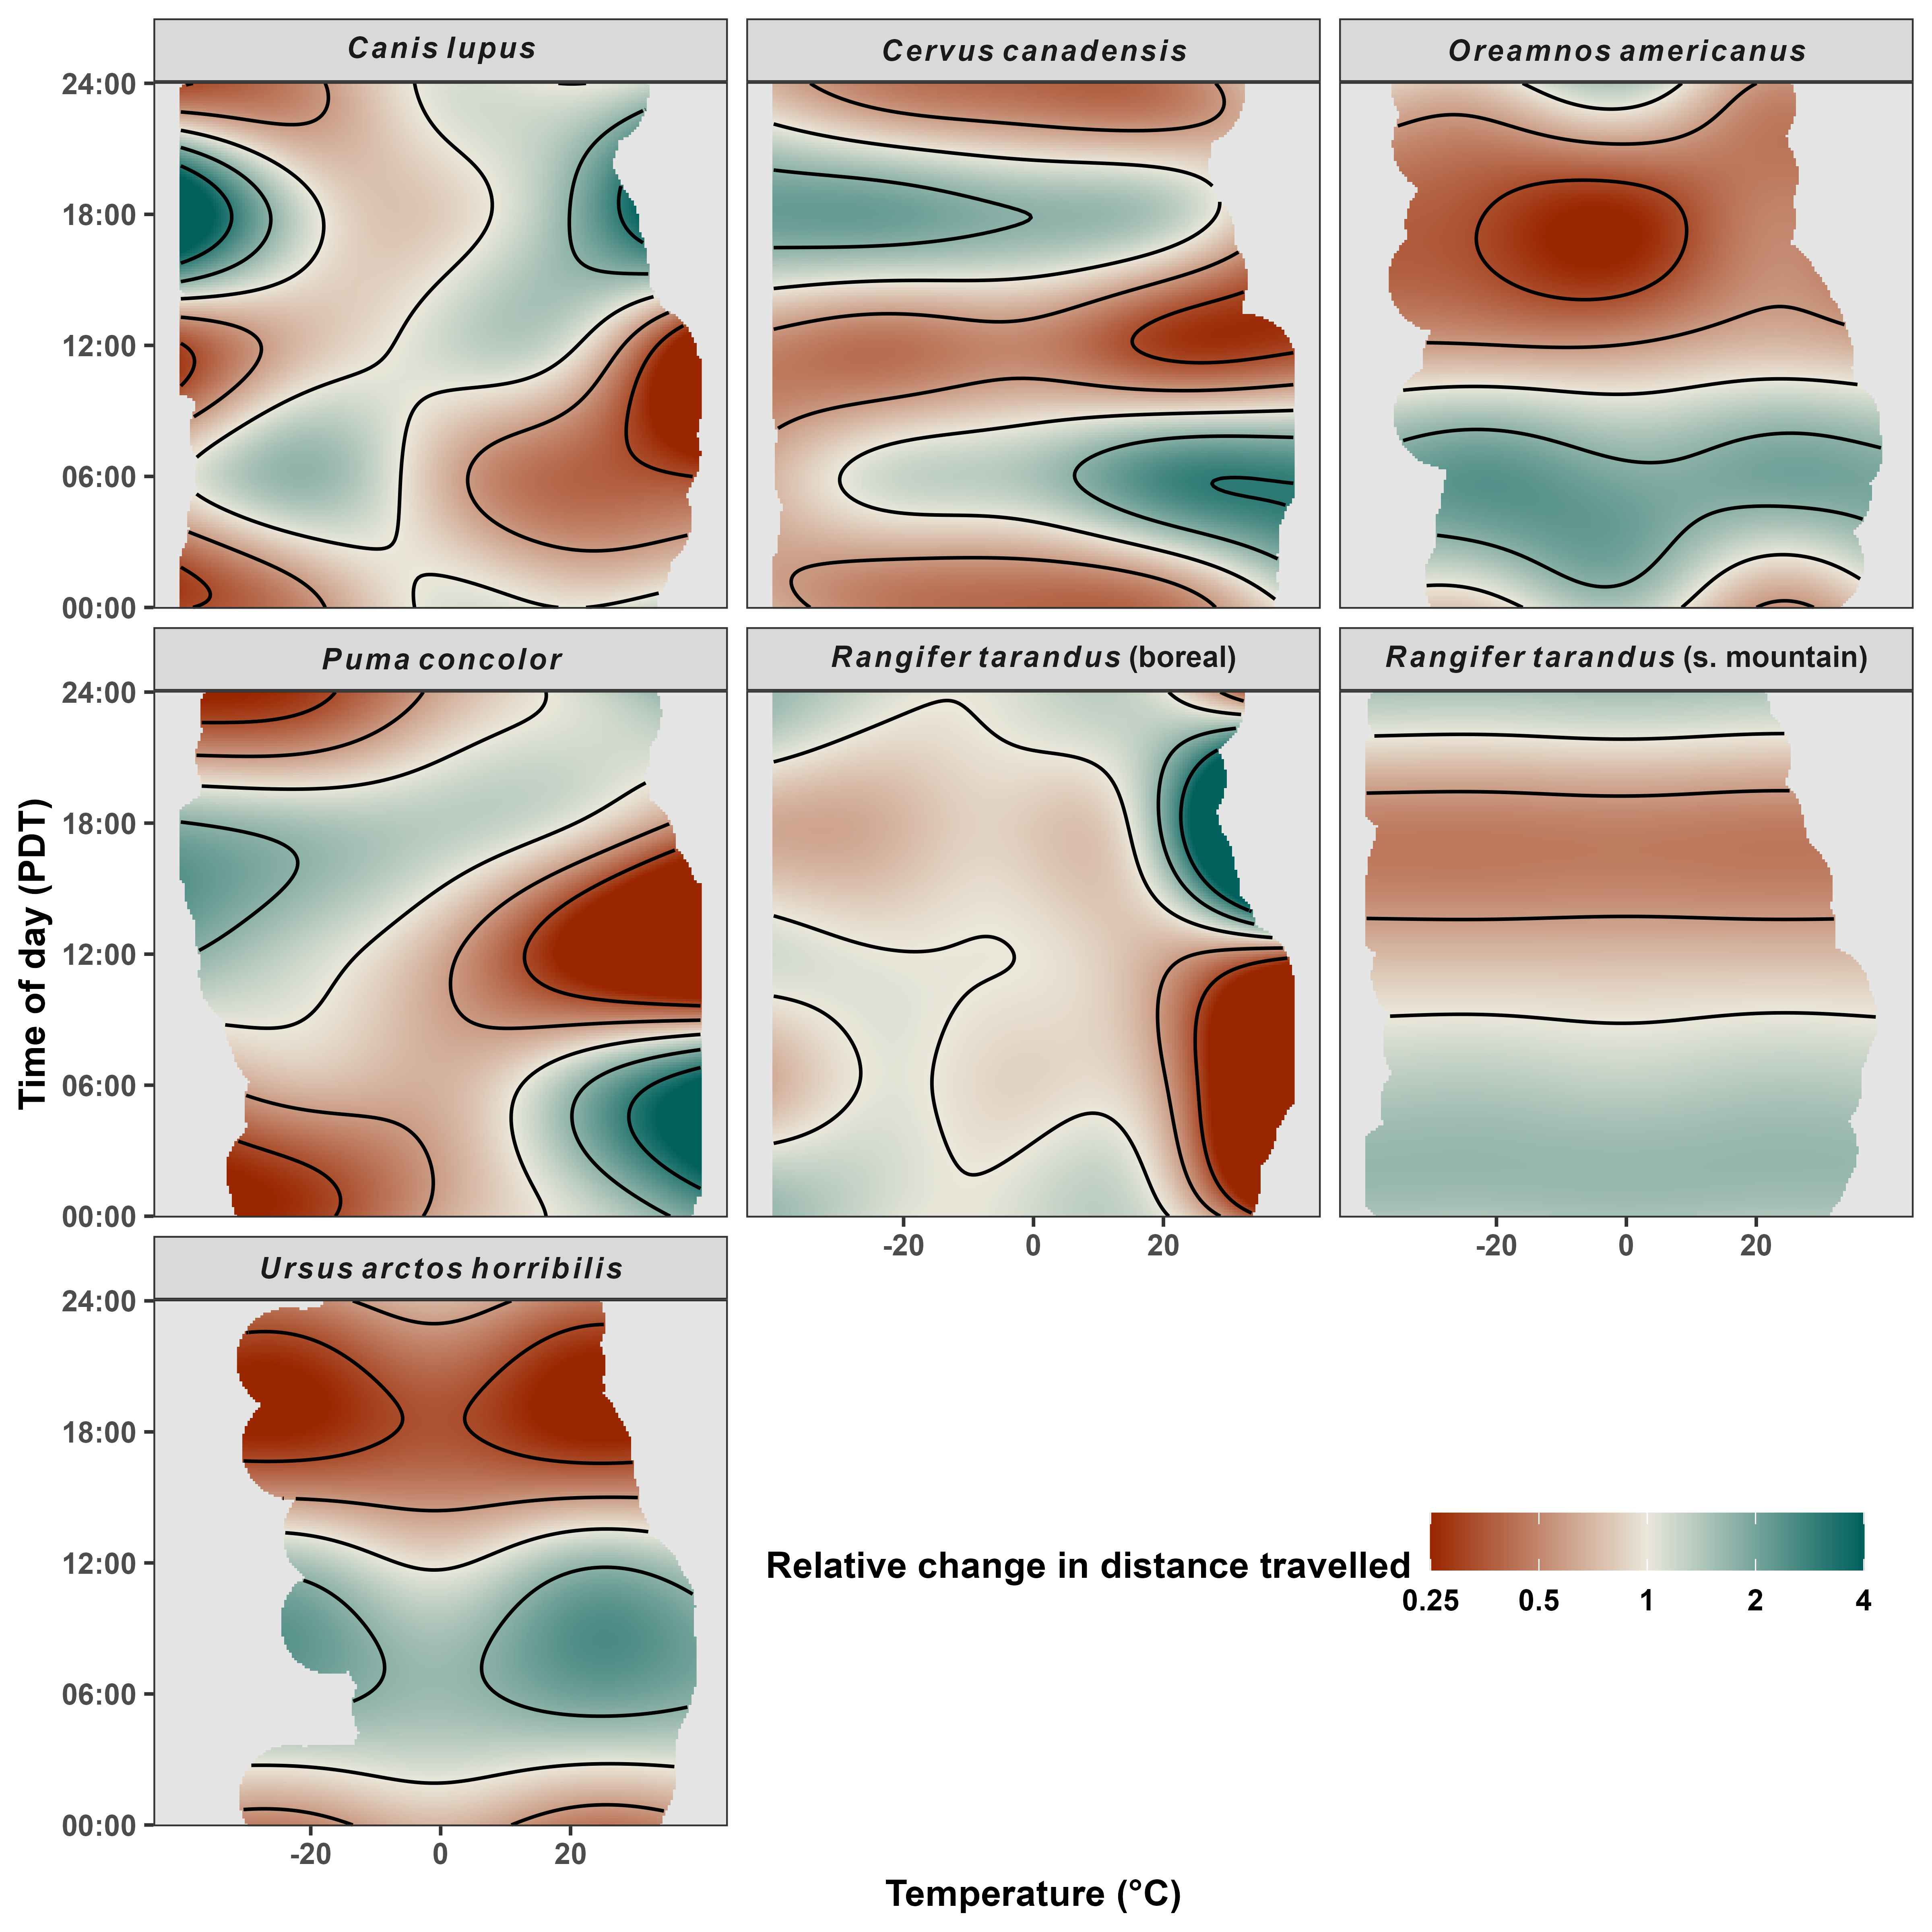 Canis lupus
Cervus canadensis
Oreamnos americanus
24:00
18:00
12:00
06:00
00:00
Puma concolor
Rangifer tarandus (boreal)
Rangifer tarandus (s. mountain)
24:00
18:00
12:00
06:00
00:00
-20 0 20
-20 0 20
Time of day (PDT)
Ursus arctos horribilis
24:00
18:00
12:00
06:00
00:00
-20 0 20
Relative change in distance travelled
0.25 0.5 1 2 4
Temperature (°C)